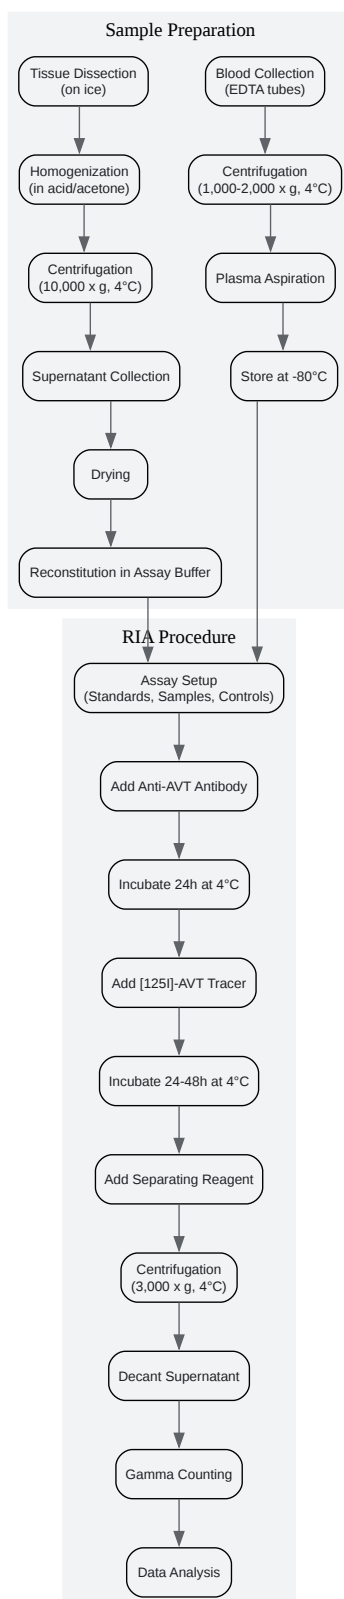 Sample Preparation
Tissue Dissection
(on ice)
Blood Collection
(EDTA tubes)
Homogenization
(in acid/acetone)
Centrifugation
(1,000-2,000 x g, 4°C)
Centrifugation
(10,000 x g, 4°C)
Plasma Aspiration
Supernatant Collection
Store at -80°C
Drying
Reconstitution in Assay Buffer
RIA Procedure
Assay Setup
(Standards, Samples, Controls)
Add Anti-AVT Antibody
Incubate 24h at 4°C
Add [125I]-AVT Tracer
Incubate 24-48h at 4°C
Add Separating Reagent
Centrifugation
(3,000 x g, 4°C)
Decant Supernatant
Gamma Counting
Data Analysis